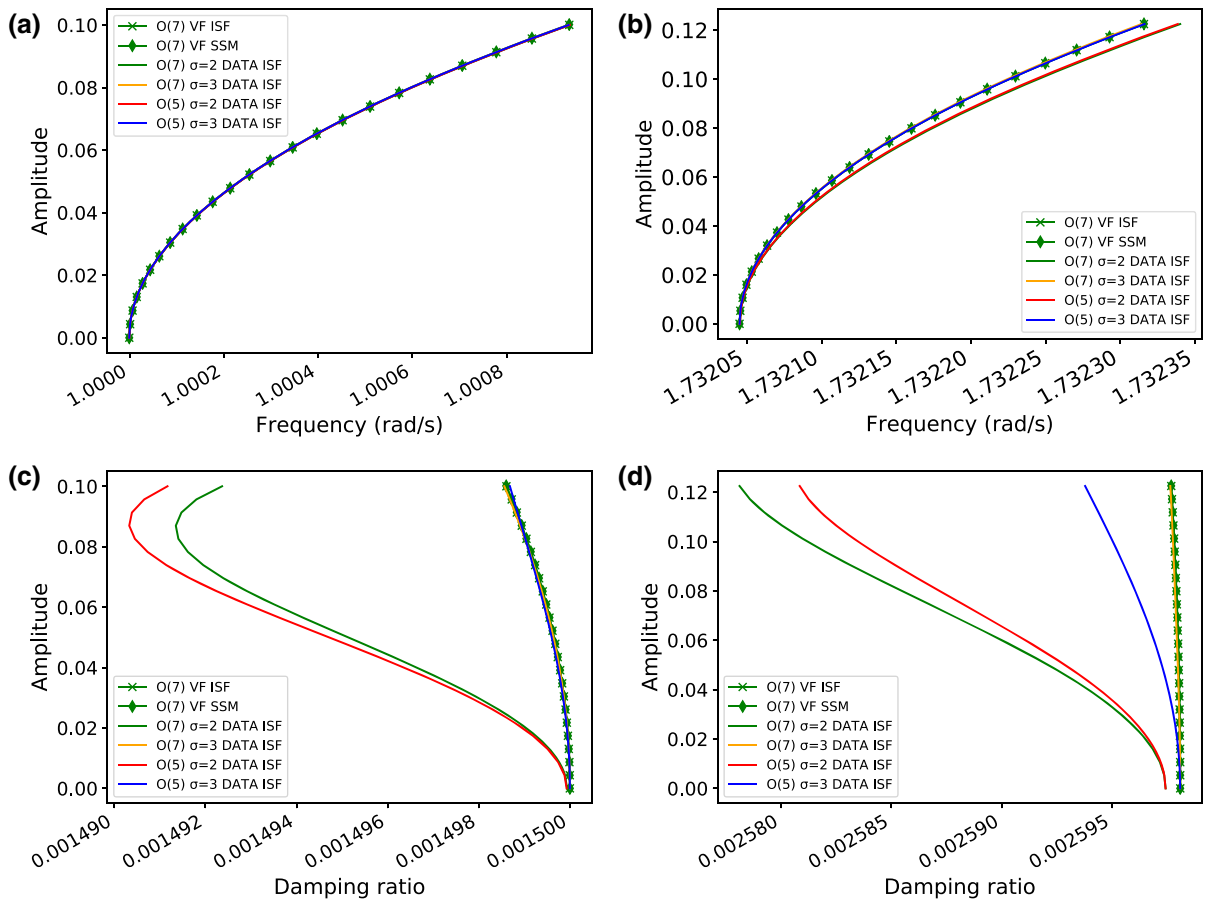 (a)
0.10
0.08
0.06
0.04
0.02
0.00
Amplitude
O(7) VF ISF
O(7) VF SSM
O(7) σ=2 DATA ISF
O(7) σ=3 DATA ISF
O(5) σ=2 DATA ISF
O(5) σ=3 DATA ISF
1.0000
1.00002
1.00004
1.00006
1.00008
Frequency (rad/s)
(b)
0.12
0.10
0.08
0.06
0.04
0.02
0.00
Amplitude
O(7) VF ISF
O(7) VF SSM
O(7) σ=2 DATA ISF
O(7) σ=3 DATA ISF
O(5) σ=2 DATA ISF
O(5) σ=3 DATA ISF
1.73205
1.73210
1.73215
1.73220
1.73225
1.73230
1.73235
Frequency (rad/s)
(c)
0.10
0.08
0.06
0.04
0.02
0.00
Amplitude
O(7) VF ISF
O(7) VF SSM
O(7) σ=2 DATA ISF
O(7) σ=3 DATA ISF
O(5) σ=2 DATA ISF
O(5) σ=3 DATA ISF
0.001490
0.001492
0.001494
0.001496
0.001498
0.001500
Damping ratio
(d)
0.12
0.10
0.08
0.06
0.04
0.02
0.00
Amplitude
O(7) VF ISF
O(7) VF SSM
O(7) σ=2 DATA ISF
O(7) σ=3 DATA ISF
O(5) σ=2 DATA ISF
O(5) σ=3 DATA ISF
0.002580
0.002585
0.002590
0.002595
Damping ratio